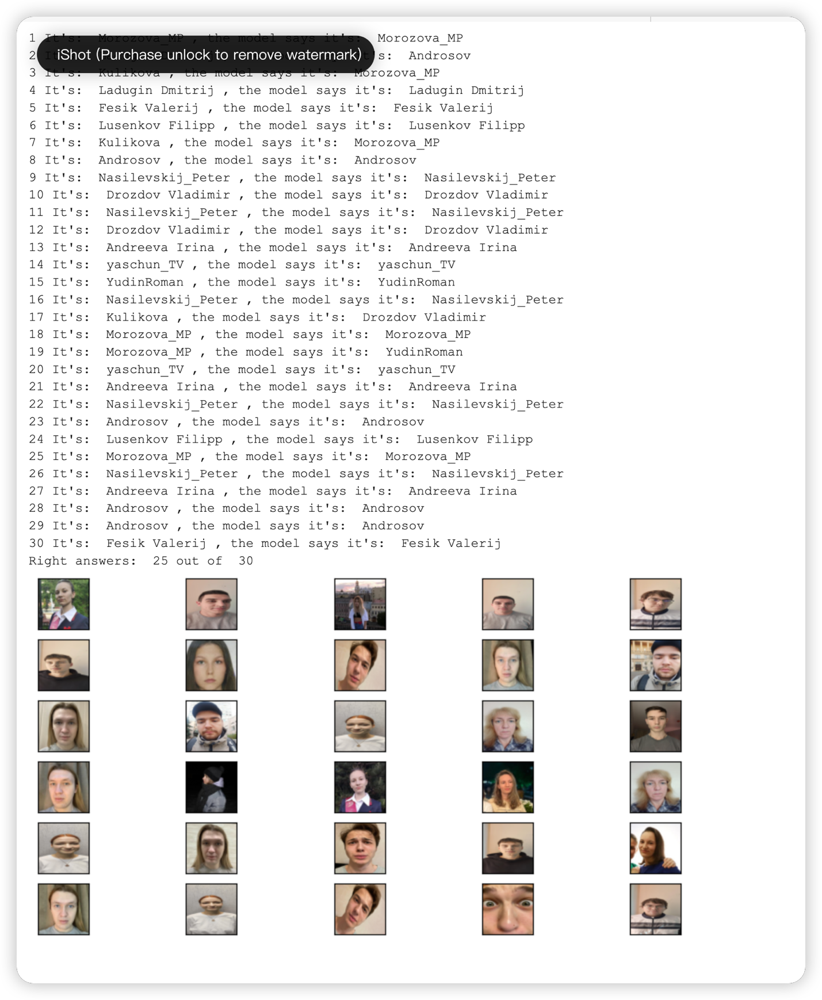 1 It's:  Morozova_MP , the model says it's:  Morozova_MP
iShot (Purchase unlock to remove watermark)
2 It's:  Androsov
3 It's:  Kulikova , the model says it's:  Morozova_MP
4 It's:  Ladugin Dmitrij , the model says it's:  Ladugin Dmitrij
5 It's:  Fesik Valerij , the model says it's:  Fesik Valerij
6 It's:  Lusenkov Filipp , the model says it's:  Lusenkov Filipp
7 It's:  Kulikova , the model says it's:  Morozova_MP
8 It's:  Androsov , the model says it's:  Androsov
9 It's:  Nasilevskij_Peter , the model says it's:  Nasilevskij_Peter
10 It's:  Drozdov Vladimir , the model says it's:  Drozdov Vladimir
11 It's:  Nasilevskij_Peter , the model says it's:  Nasilevskij_Peter
12 It's:  Drozdov Vladimir , the model says it's:  Drozdov Vladimir
13 It's:  Andreeva Irina , the model says it's:  Andreeva Irina
14 It's:  yaschun_TV , the model says it's:  yaschun_TV
15 It's:  YudinRoman , the model says it's:  YudinRoman
16 It's:  Nasilevskij_Peter , the model says it's:  Nasilevskij_Peter
17 It's:  Kulikova , the model says it's:  Drozdov Vladimir
18 It's:  Morozova_MP , the model says it's:  Morozova_MP
19 It's:  Morozova_MP , the model says it's:  YudinRoman
20 It's:  yaschun_TV , the model says it's:  yaschun_TV
21 It's:  Andreeva Irina , the model says it's:  Andreeva Irina
22 It's:  Nasilevskij_Peter , the model says it's:  Nasilevskij_Peter
23 It's:  Androsov , the model says it's:  Androsov
24 It's:  Lusenkov Filipp , the model says it's:  Lusenkov Filipp
25 It's:  Morozova_MP , the model says it's:  Morozova_MP
26 It's:  Nasilevskij_Peter , the model says it's:  Nasilevskij_Peter
27 It's:  Andreeva Irina , the model says it's:  Andreeva Irina
28 It's:  Androsov , the model says it's:  Androsov
29 It's:  Androsov , the model says it's:  Androsov
30 It's:  Fesik Valerij , the model says it's:  Fesik Valerij
Right answers:  25 out of  30